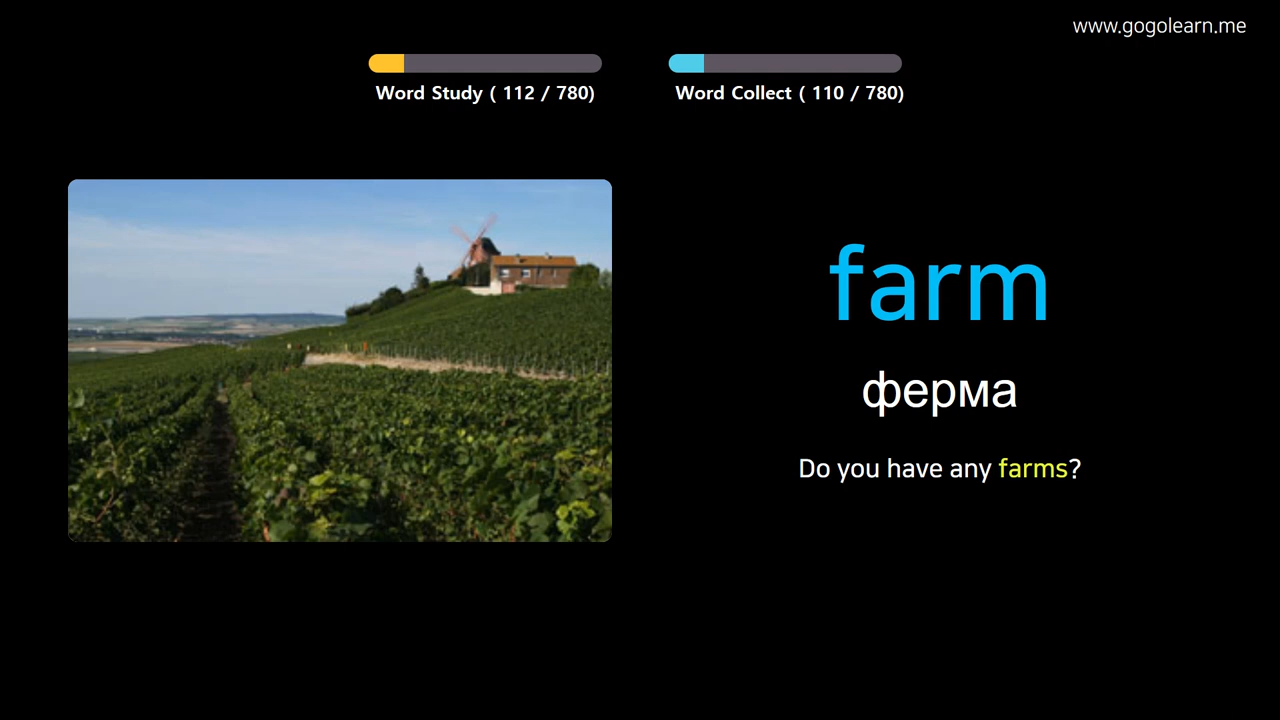 www.gogolearn.me
Word Study ( 112 / 780)
Word Collect ( 110 / 780)
farm
ферма
Do you have any farms?